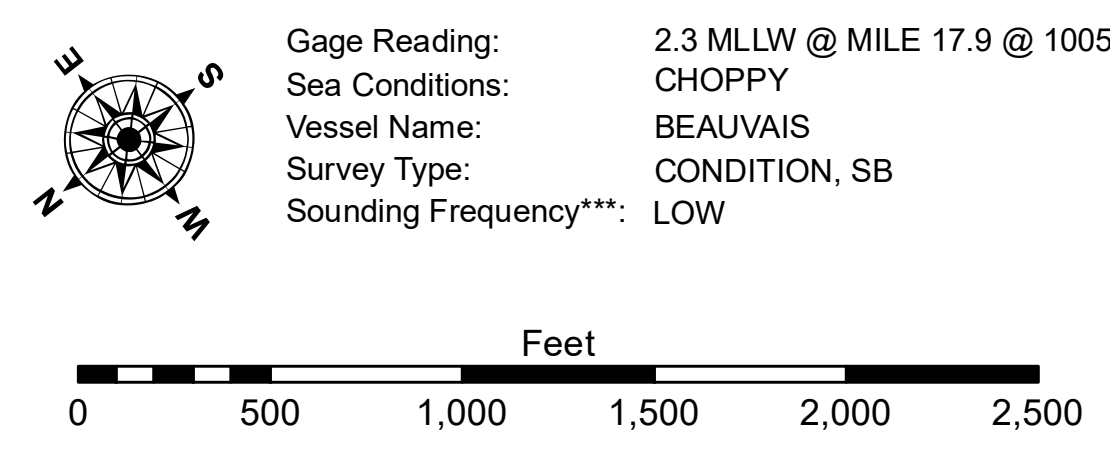 E
S
N
W
Gage Reading: 2.3 MLLW @ MILE 17.9 @ 1005
Sea Conditions: CHOPPY
Vessel Name: BEAUVAIS
Survey Type: CONDITION, SB
Sounding Frequency***: LOW
Feet
0 500 1,000 1,500 2,000 2,500